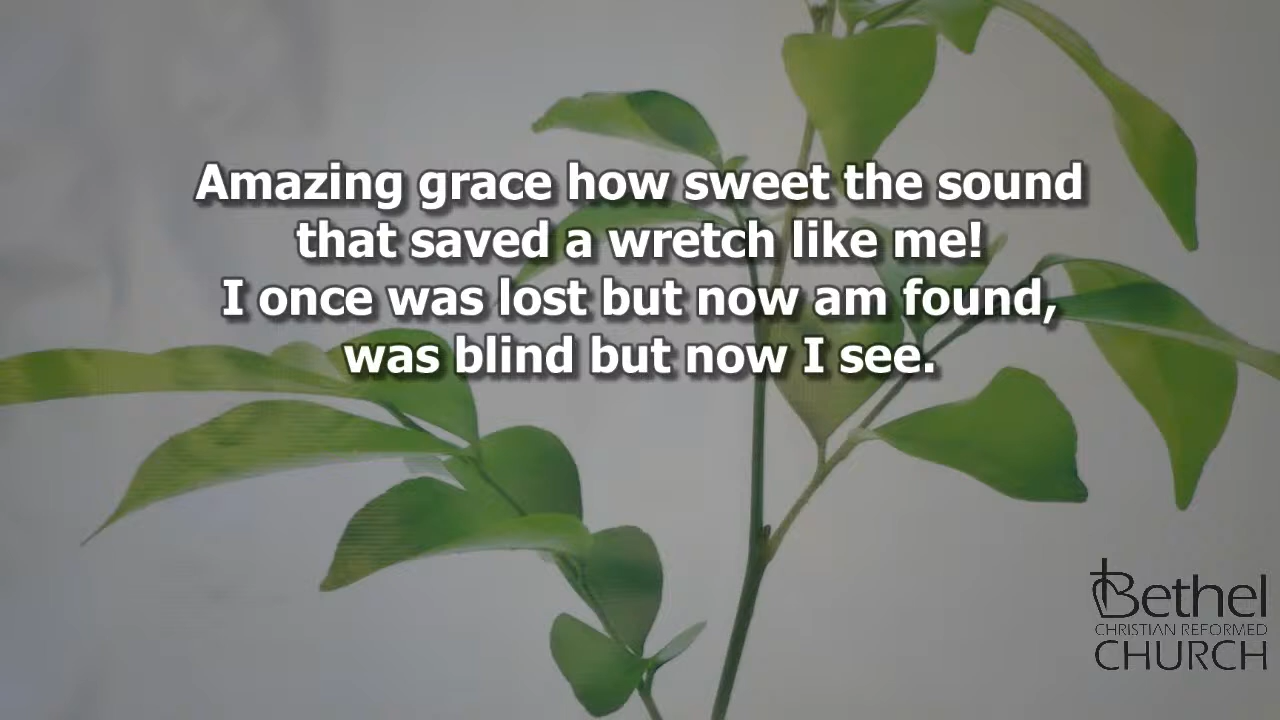 Amazing grace how sweet the sound
that saved a wretch like me!
I once was lost but now am found,
was blind but now I see.
Bethel
CHRISTIAN REFORMED
CHURCH